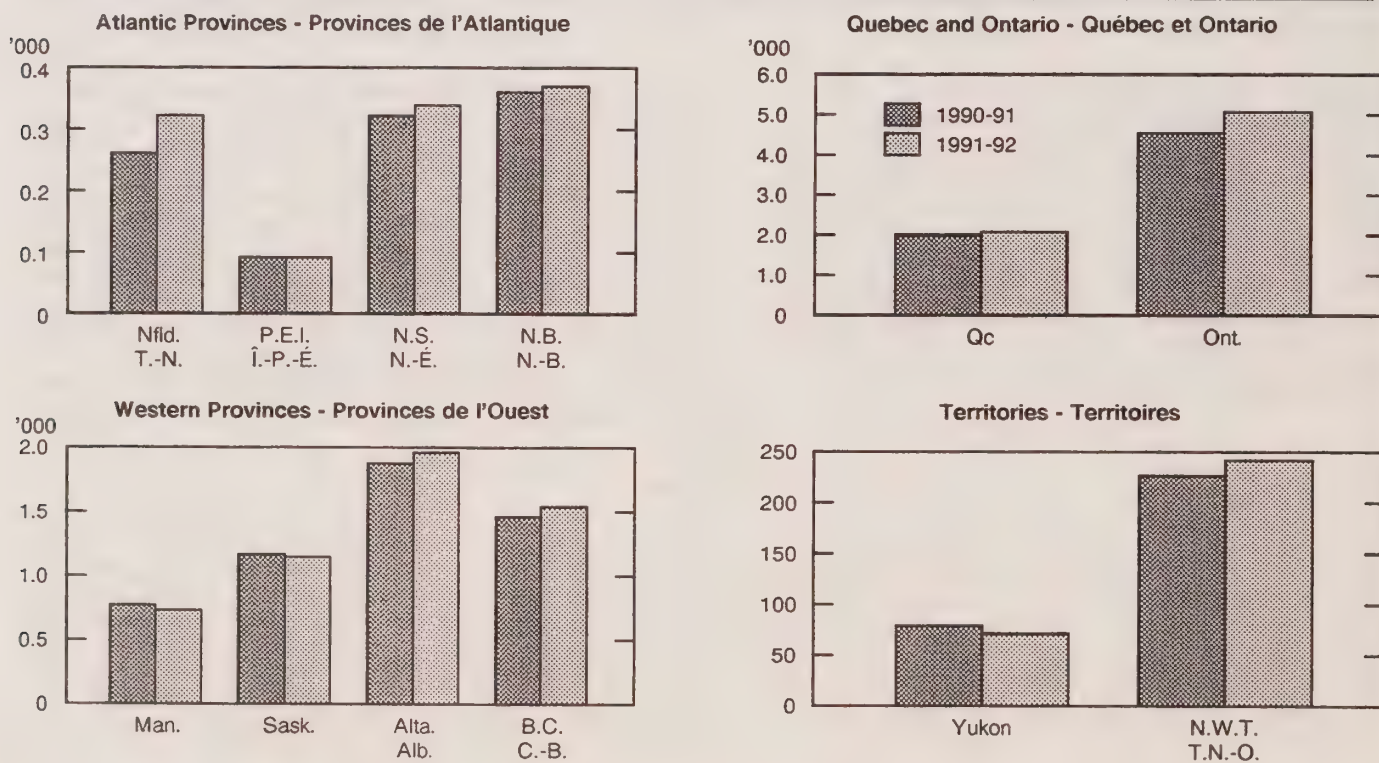 Atlantic Provinces - Provinces de l'Atlantique
'000
0.4
0.3
0.2
0.1
0
Nfld.
T.-N.
P.E.I.
Î.-P.-É.
N.S.
N.-É.
N.B.
N.-B.
Quebec and Ontario - Québec et Ontario
'000
6.0
5.0
4.0
3.0
2.0
1.0
0
1990-91
1991-92
Qc
Ont.
Western Provinces - Provinces de l'Ouest
'000
2.0
1.5
1.0
0.5
0
Man.
Sask.
Alta.
Alb.
B.C.
C.-B.
Territories - Territoires
250
200
150
100
50
0
Yukon
N.W.T.
T.N.-O.